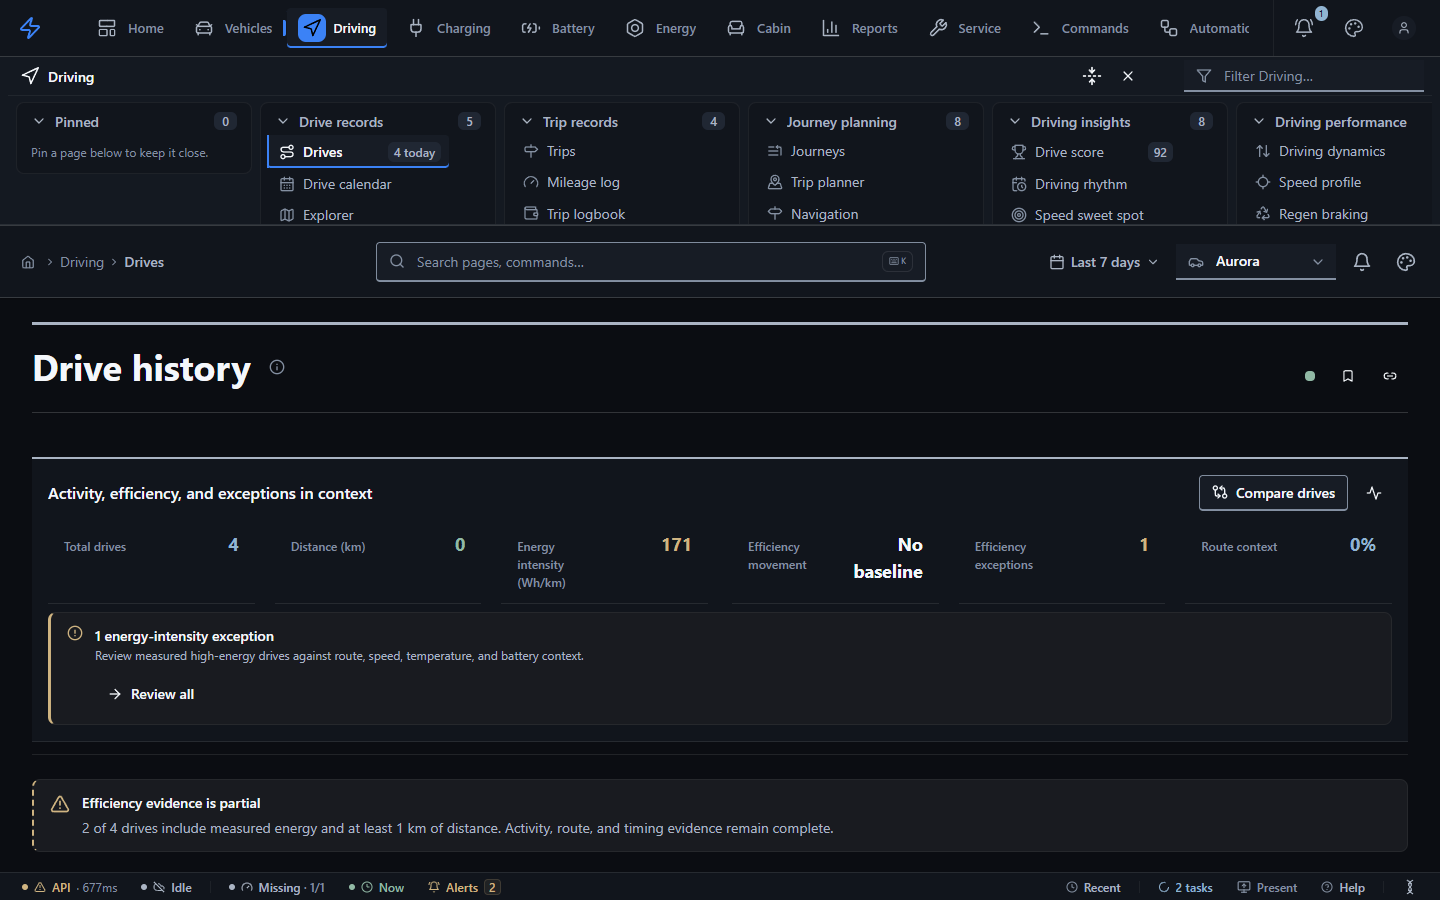 Home
Vehicles
Driving
Charging
Battery
Energy
Cabin
Reports
Service
Commands
Automatic
1
Driving
Filter Driving...
Pinned 0
Pin a page below to keep it close.
Drive records 5
Drives 4 today
Drive calendar
Explorer
Trip records 4
Trips
Mileage log
Trip logbook
Journey planning 8
Journeys
Trip planner
Navigation
Driving insights 8
Drive score 92
Driving rhythm
Speed sweet spot
Driving performance
Driving dynamics
Speed profile
Regen braking
Driving > Drives
Search pages, commands... K
Last 7 days
Aurora
Drive history
Activity, efficiency, and exceptions in context
Compare drives
Total drives 4
Distance (km) 0
Energy intensity (Wh/km) 171
Efficiency movement No baseline
Efficiency exceptions 1
Route context 0%
1 energy-intensity exception
Review measured high-energy drives against route, speed, temperature, and battery context.
Review all
Efficiency evidence is partial
2 of 4 drives include measured energy and at least 1 km of distance. Activity, route, and timing evidence remain complete.
API · 677ms
Idle
Missing · 1/1
Now
Alerts 2
Recent
2 tasks
Present
Help